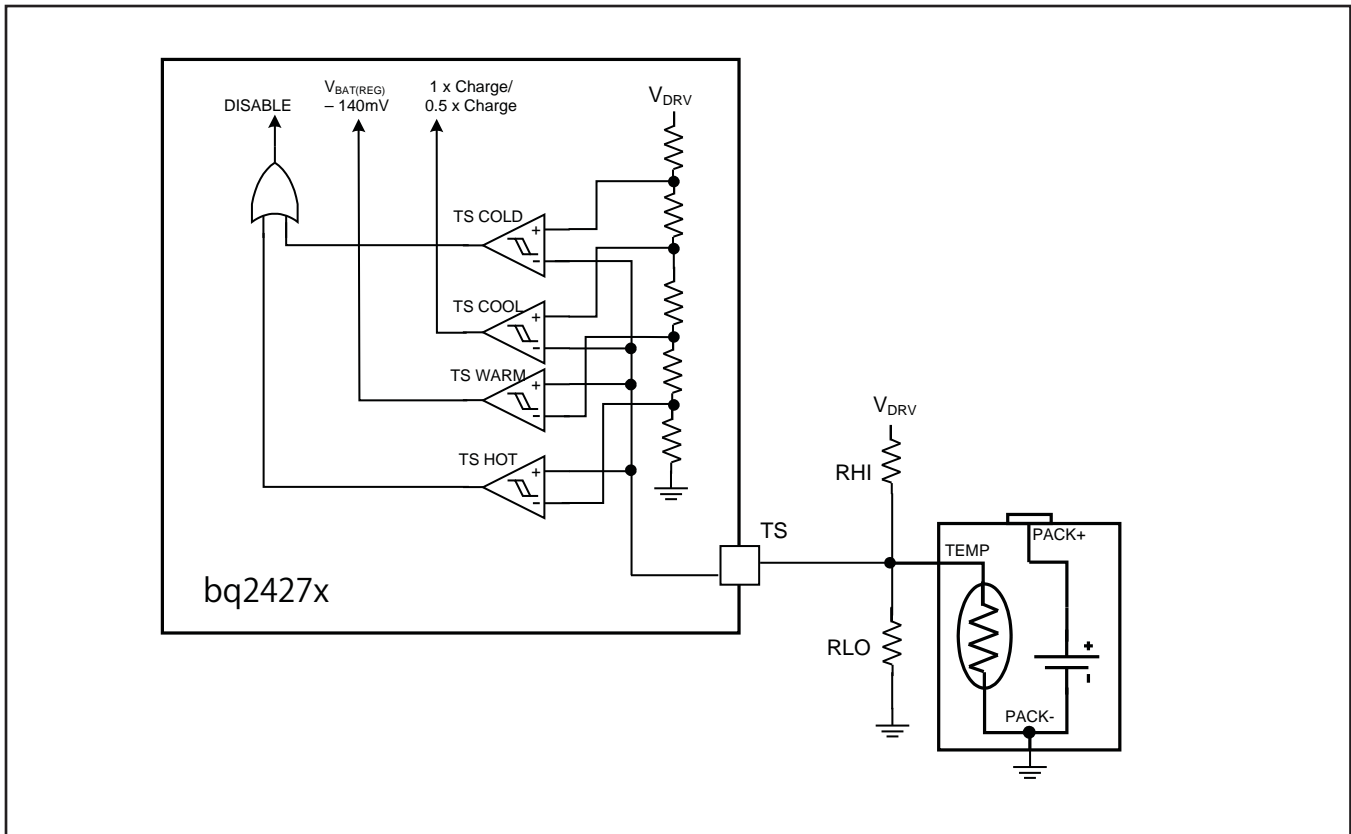 V_BAT(REG)
– 140mV
1 x Charge/
0.5 x Charge
DISABLE
V_DRV
TS COLD
+
-
TS COOL
+
-
TS WARM
+
-
TS HOT
+
-
TS
bq2427x
V_DRV
RHI
RLO
PACK+
TEMP
+
-
PACK-